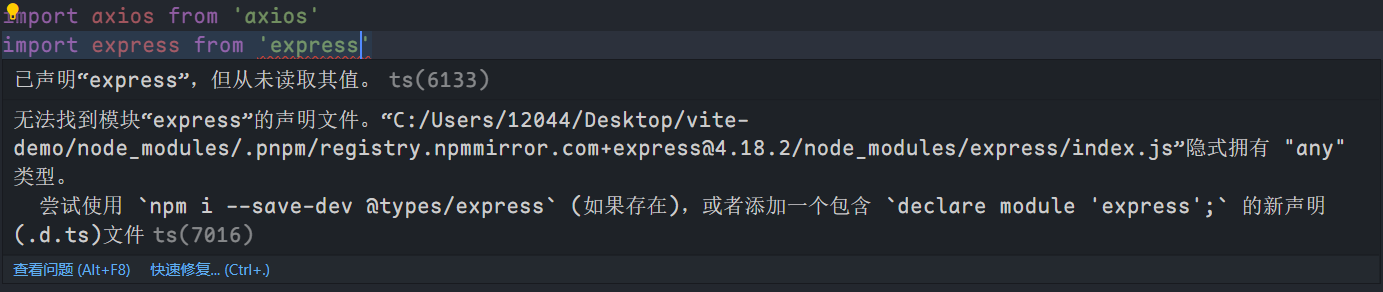 import axios from 'axios'
import express from 'express'
已声明“express”，但从未读取其值。 ts(6133)
无法找到模块“express”的声明文件。“C:/Users/12044/Desktop/vite-
demo/node_modules/.pnpm/registry.npmmirror.com+express@4.18.2/node_modules/express/index.js”隐式拥有 "any"
类型。
尝试使用 `npm i --save-dev @types/express` (如果存在)，或者添加一个包含 `declare module 'express';` 的新声明
(.d.ts)文件 ts(7016)
查看问题 (Alt+F8) 快速修复... (Ctrl+.)